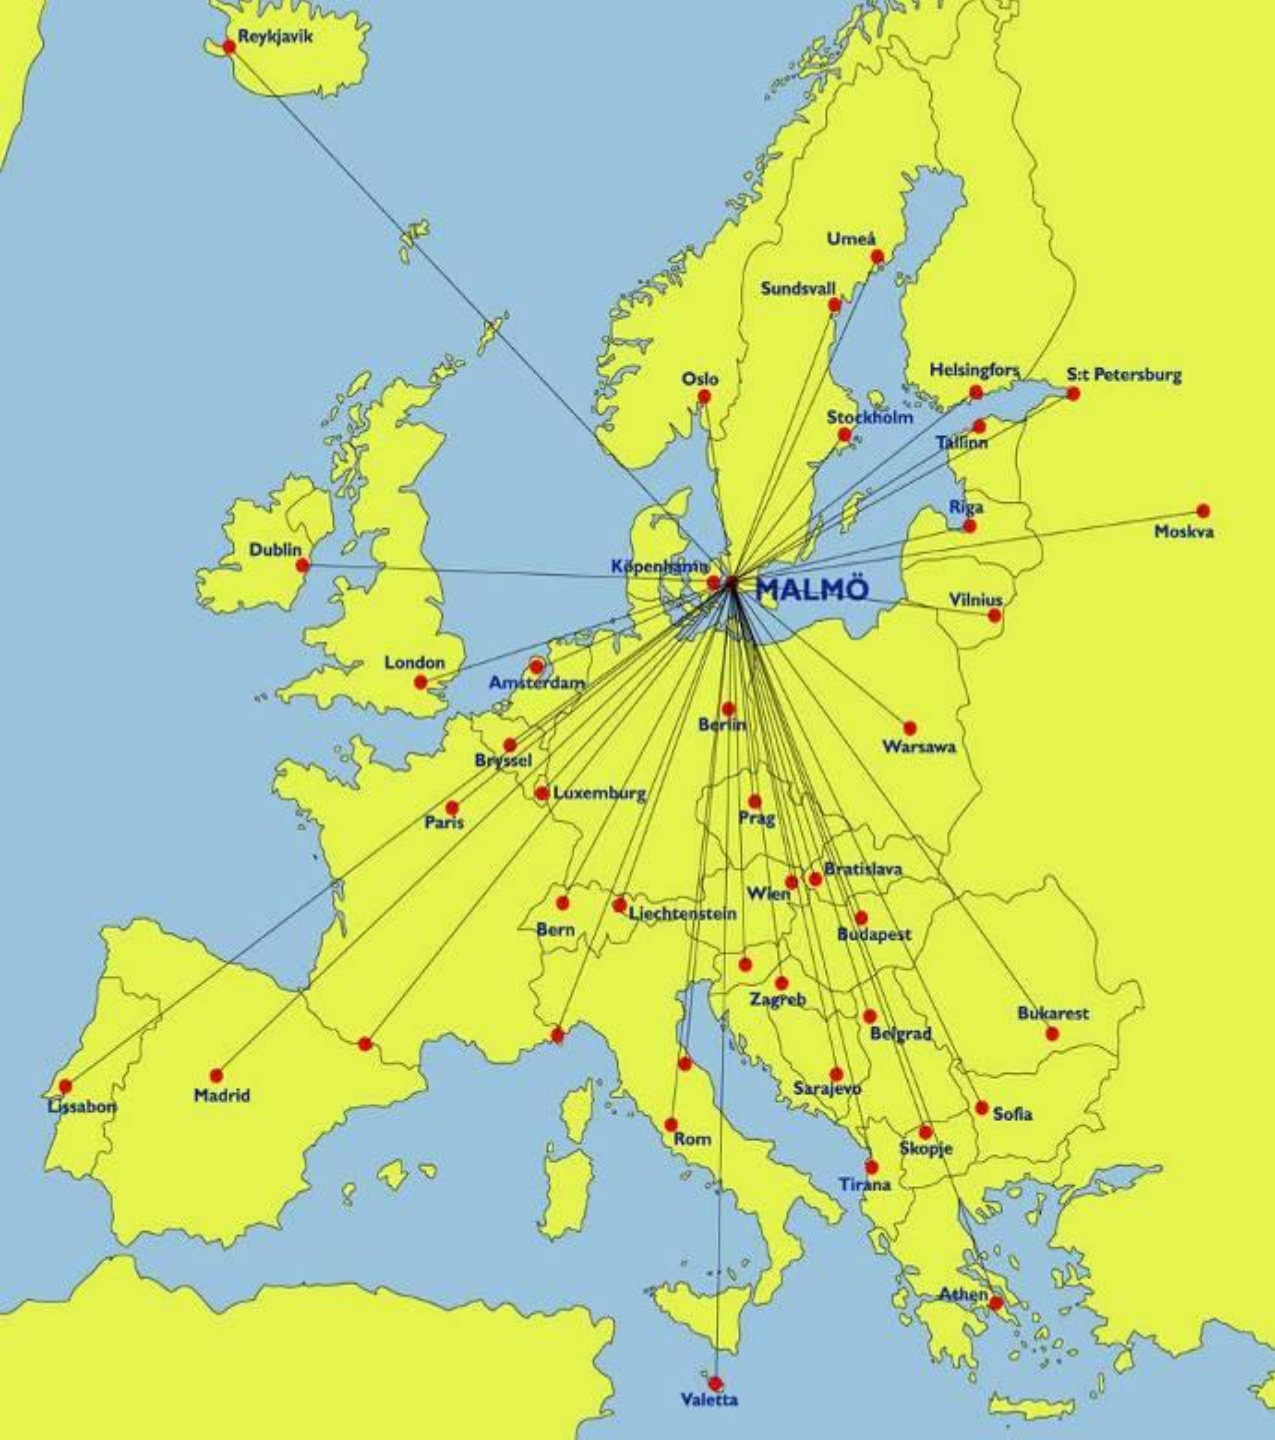 Reykjavik
Umeå
Sundsvall
Helsingfors
S:t Petersburg
Oslo
Stockholm
Tallinn
Riga
Moskva
Dublin
Köpenhamn
MALMÖ
Vilnius
London
Amsterdam
Berlin
Warsawa
Bryssel
Luxemburg
Paris
Prag
Bratislava
Wien
Liechtenstein
Bern
Budapest
Zagreb
Bukarest
Belgrad
Sarajevo
Madrid
Lissabon
Sofia
Rom
Skopje
Tirana
Athen
Valetta